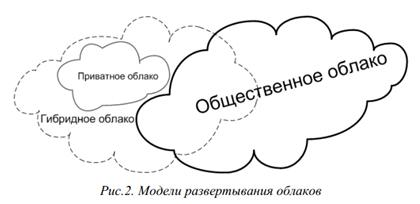 Приватное облако
Общественное облако
Гибридное облако
Рис.2. Модели развертывания облаков